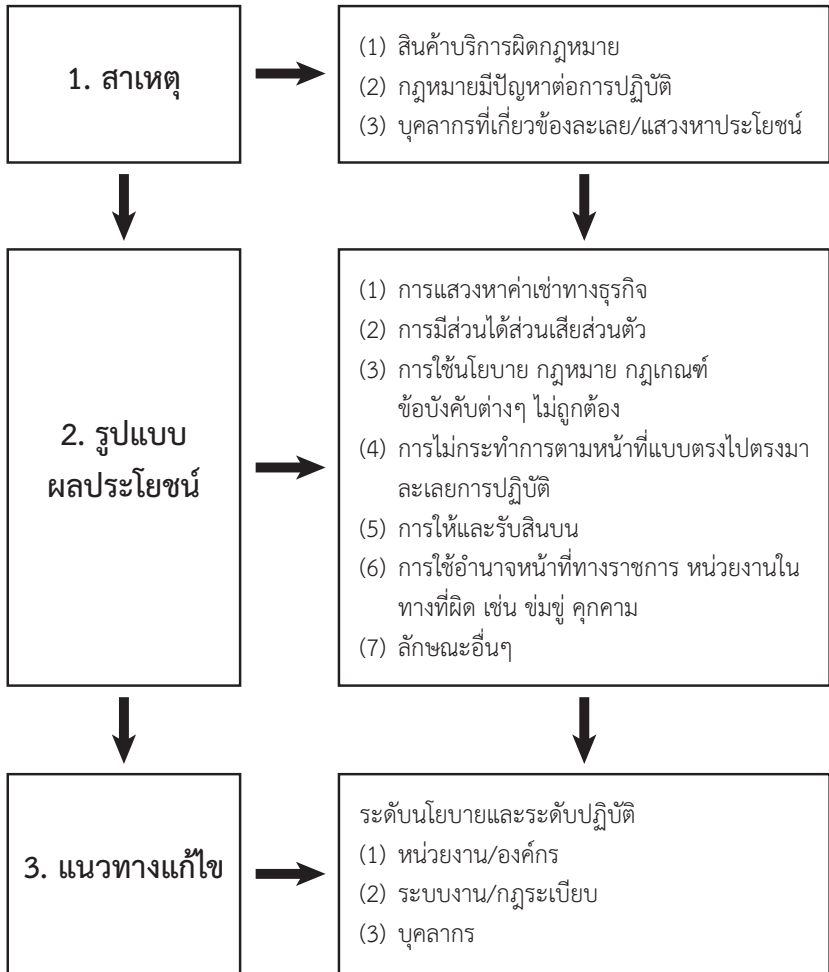 1. สาเหตุ
(1) สินค้าบริการผิดกฎหมาย
(2) กฎหมายมีปัญหาต่อการปฏิบัติ
(3) บุคลากรที่เกี่ยวข้องละเลย/แสวงหาประโยชน์
2. รูปแบบ
ผลประโยชน์
(1) การแสวงหาค่าเช่าทางธุรกิจ
(2) การมีส่วนได้ส่วนเสียส่วนตัว
(3) การใช้นโยบาย กฎหมาย กฎเกณฑ์
ข้อบังคับต่างๆ ไม่ถูกต้อง
(4) การไม่กระทำการตามหน้าที่แบบตรงไปตรงมา
ละเลยการปฏิบัติ
(5) การให้และรับสินบน
(6) การใช้อำนาจหน้าที่ทางราชการ หน่วยงานใน
ทางที่ผิด เช่น ข่มขู่ คุกคาม
(7) ลักษณะอื่นๆ
3. แนวทางแก้ไข
ระดับนโยบายและระดับปฏิบัติ
(1) หน่วยงาน/องค์กร
(2) ระบบงาน/กฎระเบียบ
(3) บุคลากร